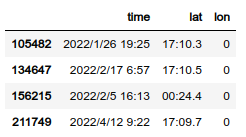 time lat lon
105482 2022/1/26 19:25 17:10.3 0
134647 2022/2/17 6:57 17:10.5 0
156215 2022/2/5 16:13 00:24.4 0
211749 2022/4/12 9:22 17:09.7 0